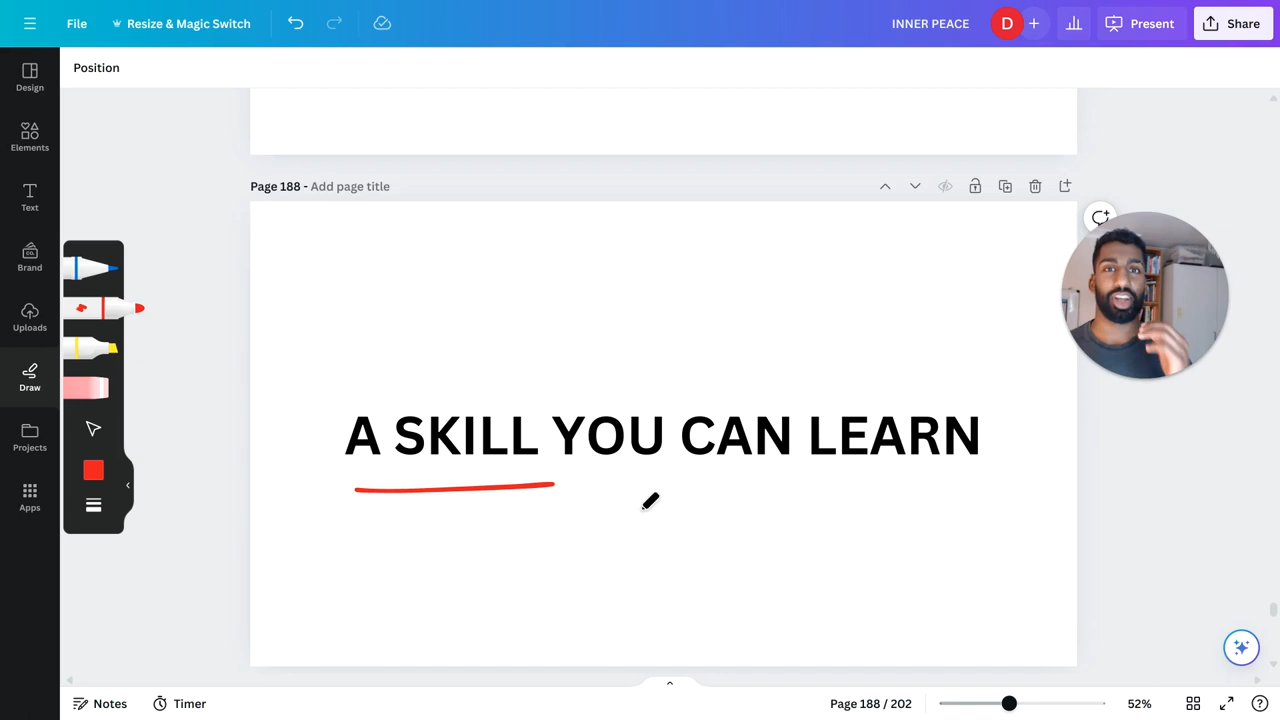 File
Resize & Magic Switch
INNER PEACE
D
Present
Share
Position
Design
Elements
Text
Brand
Uploads
Draw
Projects
Apps
Page 188 - Add page title
A SKILL YOU CAN LEARN
Notes
Timer
Page 188 / 202
52%